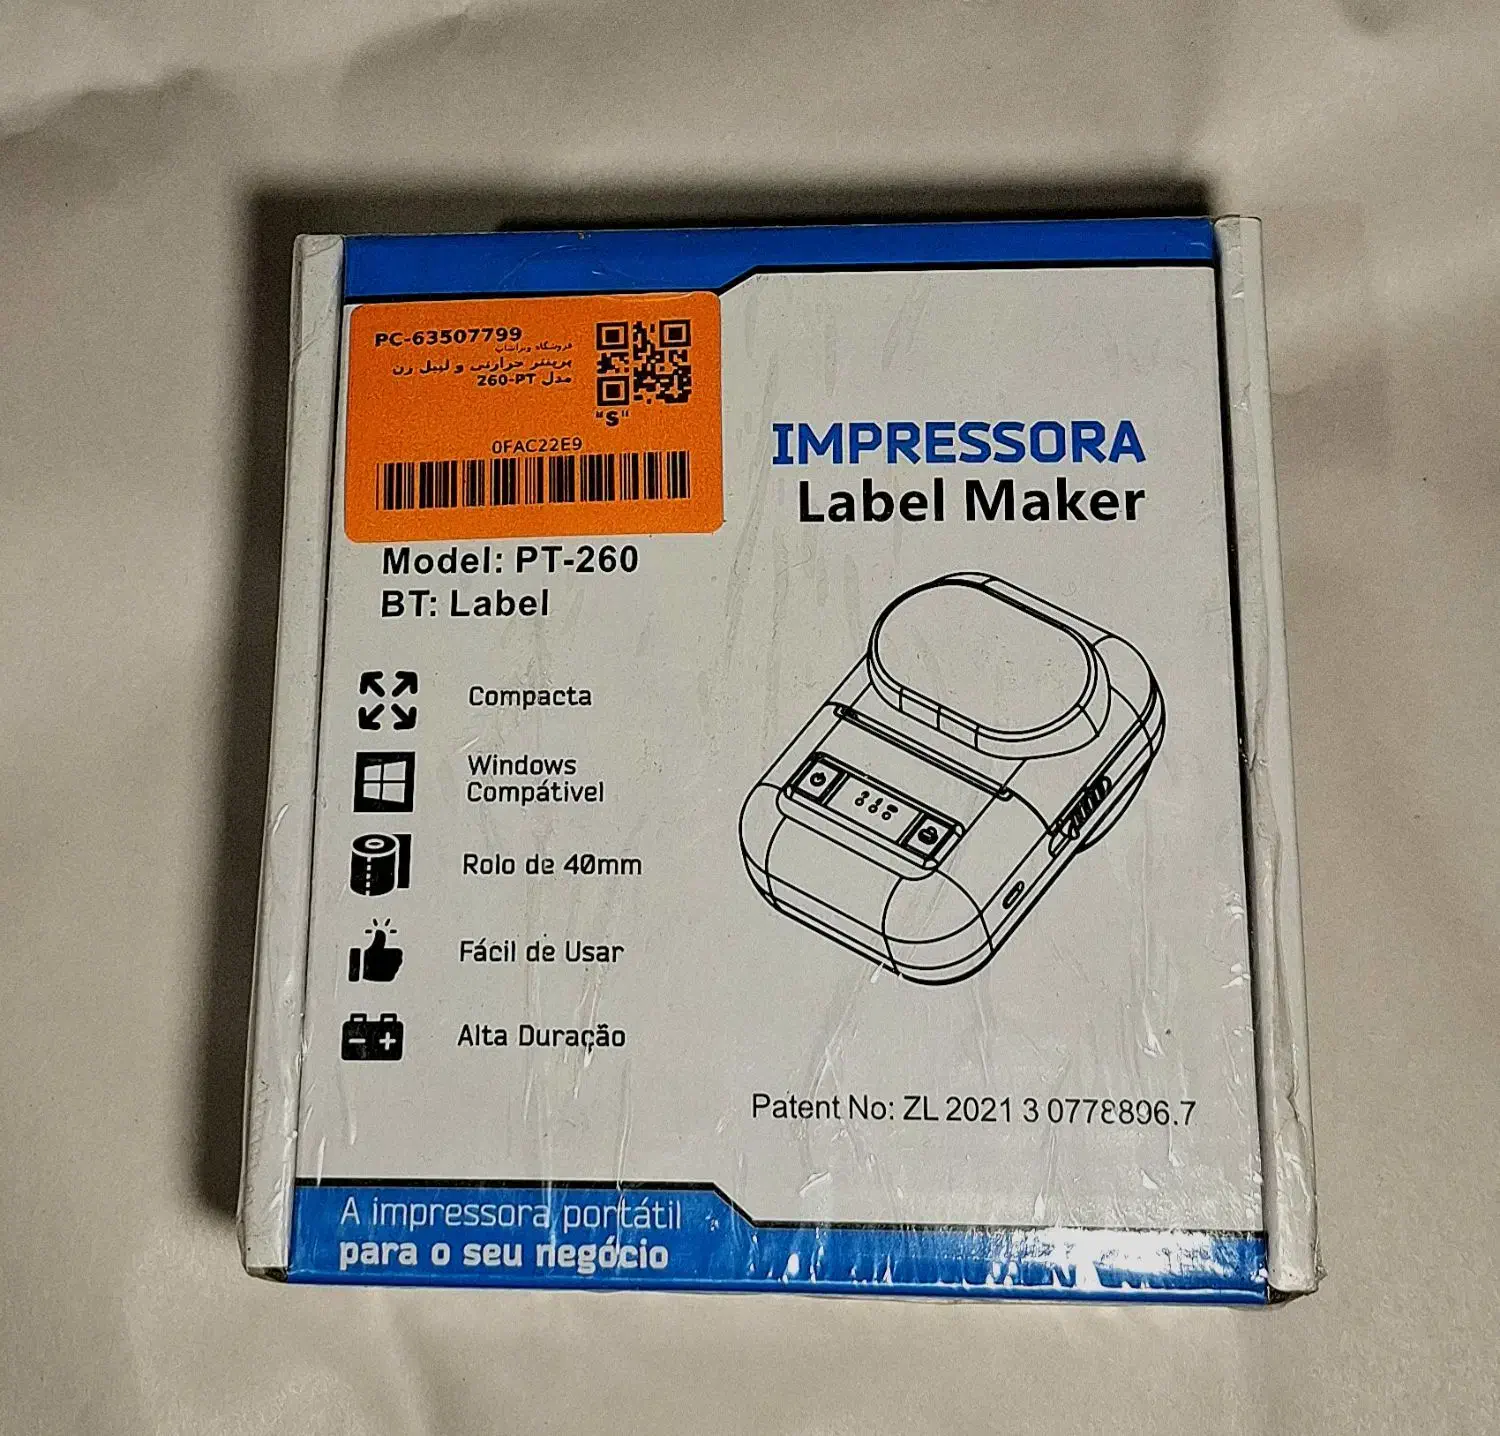 PC-63507799
فروشگاه ویراشاپ
پرینتر حرارتی و لیبل زن
مدل 260-PT
"S"
0FAC22E9
IMPRESSORA
Label Maker
Model: PT-260
BT: Label
Compacta
Windows
Compátivel
Rolo de 40mm
Fácil de Usar
Alta Duração
Patent No: ZL 2021 3 0778896.7
A impressora portátil
para o seu negócio